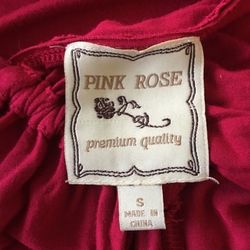 PINK ROSE
premium quality
S
MADE IN
CHINA